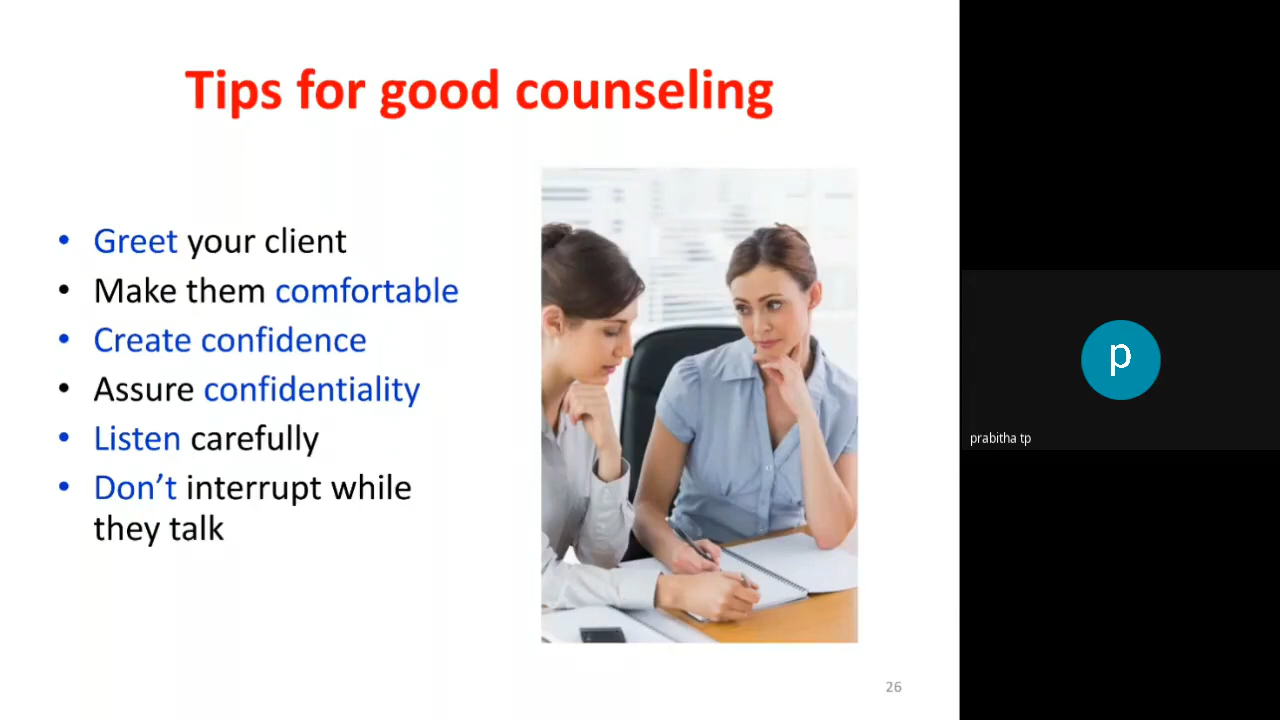 Tips for good counseling
• Greet your client
• Make them comfortable
• Create confidence
• Assure confidentiality
• Listen carefully
• Don’t interrupt while
they talk
26
p
prabitha tp